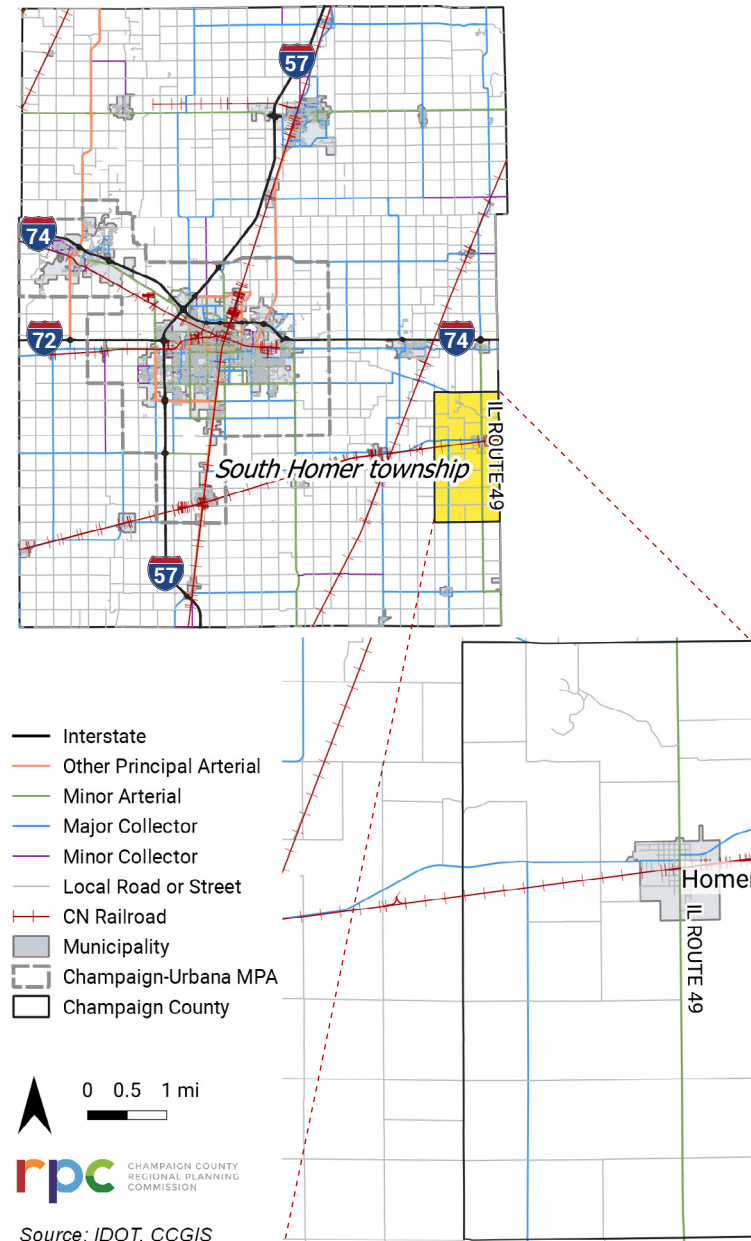 57
74
72
74
IL ROUTE 49
South Homer township
57
Interstate
Other Principal Arterial
Minor Arterial
Major Collector
Minor Collector
Local Road or Street
CN Railroad
Municipality
Champaign-Urbana MPA
Champaign County
Homer
IL ROUTE 49
0 0.5 1 mi
rpc
CHAMPAIGN COUNTY
REGIONAL PLANNING
COMMISSION
Source: IDOT, CCGIS